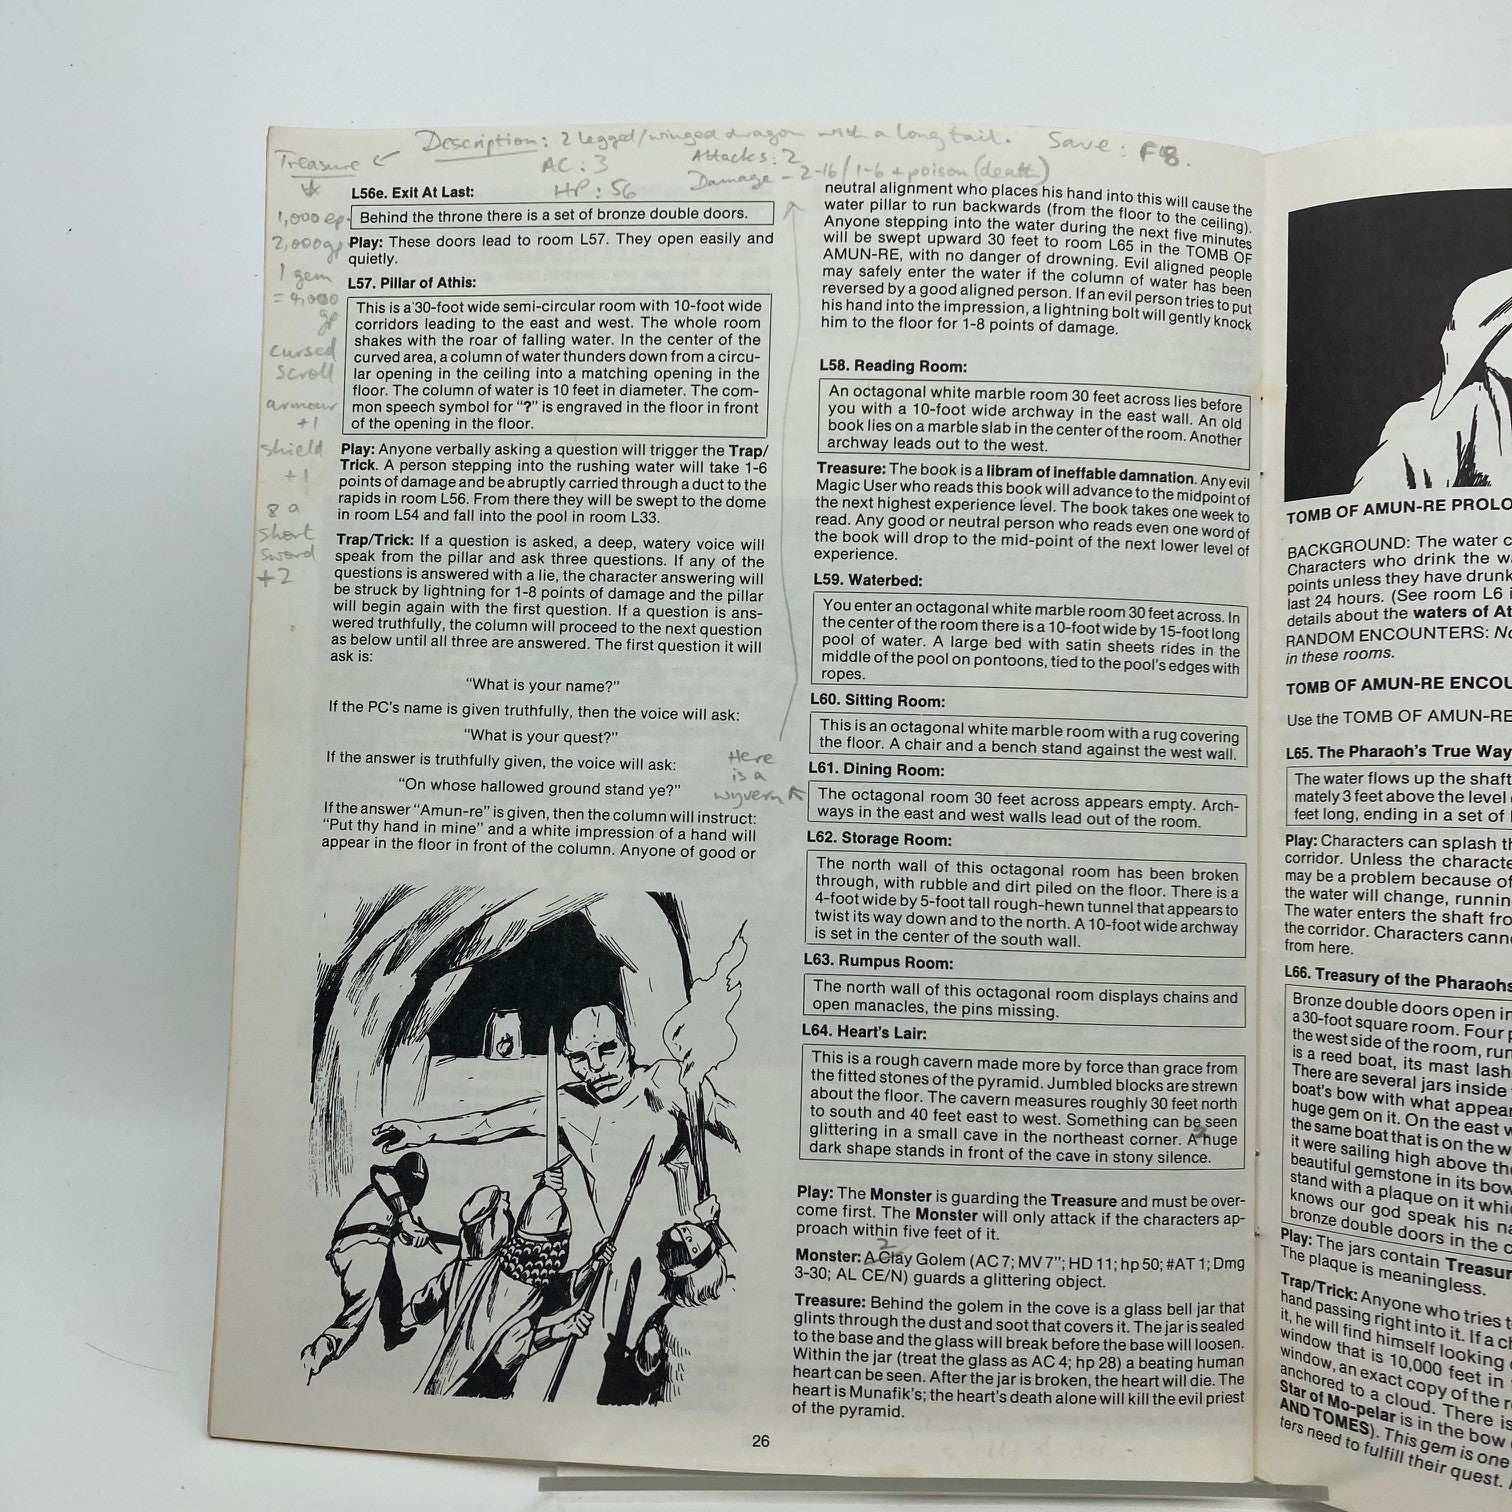 Description: 2 legged/winged dragon with a long tail. Save: F8.
Treasure
AC: 3 Attacks: 2
HP: 56 Damage - 2-16/1-6 + poison (death)
1,000 ep.
2,000gp
1 gem
= 4,000
gp
cursed
scroll
armour
+1
shield
+1
short
sword
+2
L56e. Exit At Last:
Behind the throne there is a set of bronze double doors.
Play: These doors lead to room L57. They open easily and
quietly.
L57. Pillar of Athis:
This is a 30-foot wide semi-circular room with 10-foot wide
corridors leading to the east and west. The whole room
shakes with the roar of falling water. In the center of the
curved area, a column of water thunders down from a circu-
lar opening in the ceiling into a matching opening in the
floor. The column of water is 10 feet in diameter. The com-
mon speech symbol for "?" is engraved in the floor in front
of the opening in the floor.
Play: Anyone verbally asking a question will trigger the Trap/
Trick. A person stepping into the rushing water will take 1-6
points of damage and be abruptly carried through a duct to the
rapids in room L56. From there they will be swept to the dome
in room L54 and fall into the pool in room L33.
Trap/Trick: If a question is asked, a deep, watery voice will
speak from the pillar and ask three questions. If any of the
questions is answered with a lie, the character answering will
be struck by lightning for 1-8 points of damage and the pillar
will begin again with the first question. If a question is ans-
wered truthfully, the column will proceed to the next question
as below until all three are answered. The first question it will
ask is:
"What is your name?"
If the PC's name is given truthfully, then the voice will ask:
"What is your quest?"
If the answer is truthfully given, the voice will ask:
"On whose hallowed ground stand ye?"
If the answer "Amun-re" is given, then the column will instruct:
"Put thy hand in mine" and a white impression of a hand will
appear in the floor in front of the column. Anyone of good or
Here
is a
wyvern
neutral alignment who places his hand into this will cause the
water pillar to run backwards (from the floor to the ceiling).
Anyone stepping into the water during the next five minutes
will be swept upward 30 feet to room L65 in the TOMB OF
AMUN-RE, with no danger of drowning. Evil aligned people
may safely enter the water if the column of water has been
reversed by a good aligned person. If an evil person tries to put
his hand into the impression, a lightning bolt will gently knock
him to the floor for 1-8 points of damage.
L58. Reading Room:
An octagonal white marble room 30 feet across lies before
you with a 10-foot wide archway in the east wall. An old
book lies on a marble slab in the center of the room. Another
archway leads out to the west.
Treasure: The book is a libram of ineffable damnation. Any evil
Magic User who reads this book will advance to the midpoint of
the next highest experience level. The book takes one week to
read. Any good or neutral person who reads even one word of
the book will drop to the mid-point of the next lower level of
experience.
L59. Waterbed:
You enter an octagonal white marble room 30 feet across. In
the center of the room there is a 10-foot wide by 15-foot long
pool of water. A large bed with satin sheets rides in the
middle of the pool on pontoons, tied to the pool's edges with
ropes.
L60. Sitting Room:
This is an octagonal white marble room with a rug covering
the floor. A chair and a bench stand against the west wall.
L61. Dining Room:
The octagonal room 30 feet across appears empty. Arch-
ways in the east and west walls lead out of the room.
L62. Storage Room:
The north wall of this octagonal room has been broken
through, with rubble and dirt piled on the floor. There is a
4-foot wide by 5-foot tall rough-hewn tunnel that appears to
twist its way down and to the north. A 10-foot wide archway
is set in the center of the south wall.
L63. Rumpus Room:
The north wall of this octagonal room displays chains and
open manacles, the pins missing.
L64. Heart's Lair:
This is a rough cavern made more by force than grace from
the fitted stones of the pyramid. Jumbled blocks are strewn
about the floor. The cavern measures roughly 30 feet north
to south and 40 feet east to west. Something can be seen
glittering in a small cave in the northeast corner. A huge
dark shape stands in front of the cave in stony silence.
Play: The Monster is guarding the Treasure and must be over-
come first. The Monster will only attack if the characters ap-
proach within five feet of it.
2
Monster: A Clay Golem (AC 7; MV 7"; HD 11; hp 50; #AT 1; Dmg
3-30; AL CE/N) guards a glittering object.
Treasure: Behind the golem in the cove is a glass bell jar that
glints through the dust and soot that covers it. The jar is sealed
to the base and the glass will break before the base will loosen.
Within the jar (treat the glass as AC 4; hp 28) a beating human
heart can be seen. After the jar is broken, the heart will die. The
heart is Munafik's; the heart's death alone will kill the evil priest
of the pyramid.
26
TOMB OF AMUN-RE PROLO
BACKGROUND: The water c
Characters who drink the w
points unless they have drunk
last 24 hours. (See room L6 i
details about the waters of At
RANDOM ENCOUNTERS: No
in these rooms.
TOMB OF AMUN-RE ENCOU
Use the TOMB OF AMUN-RE
L65. The Pharaoh's True Way
The water flows up the shaft
mately 3 feet above the level
feet long, ending in a set of
Play: Characters can splash th
corridor. Unless the characte
may be a problem because of
the water will change, running
The water enters the shaft fro
the corridor. Characters cann
from here.
L66. Treasury of the Pharaohs
Bronze double doors open in
a 30-foot square room. Four p
the west side of the room, run
is a reed boat, its mast lash
There are several jars inside
boat's bow with what appear
huge gem on it. On the east w
the same boat that is on the w
it were sailing high above the
beautiful gemstone in its bow
stand with a plaque on it whic
knows our god speak his na
bronze double doors in the c
Play: The jars contain Treasur
The plaque is meaningless.
Trap/Trick: Anyone who tries t
hand passing right into it. If a c
it, he will find himself looking
window that is 10,000 feet in
window, an exact copy of the r
anchored to a cloud. There is
Star of Mo-pelar is in the bow
AND TOMES). This gem is one
ters need to fulfill their quest.